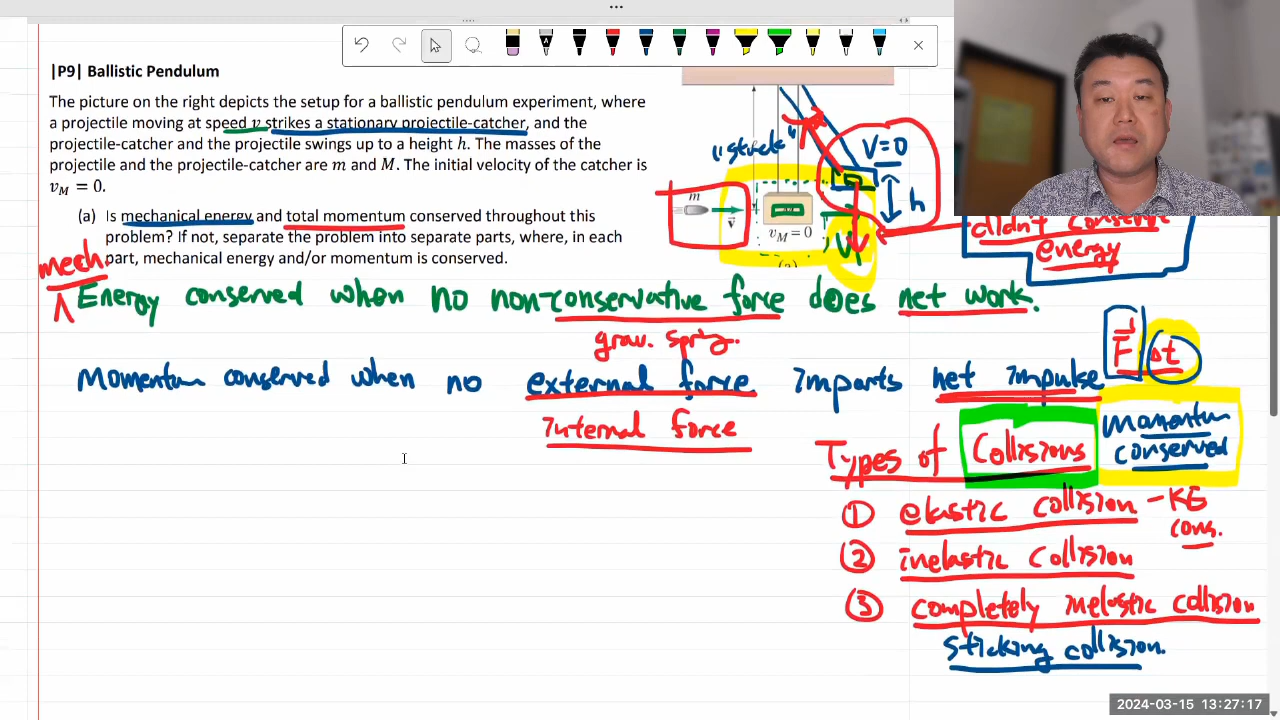 |P9| Ballistic Pendulum
The picture on the right depicts the setup for a ballistic pendulum experiment, where
a projectile moving at speed v strikes a stationary projectile-catcher, and the
projectile-catcher and the projectile swings up to a height h. The masses of the
projectile and the projectile-catcher are m and M. The initial velocity of the catcher is
v_M = 0.
(a) Is mechanical energy and total momentum conserved throughout this
problem? If not, separate the problem into separate parts, where, in each
part, mechanical energy and/or momentum is conserved.
"stuck"
V=0
h
m
v
v_M = 0
V_f
(a)
didn't conserve
energy
mech.
Energy conserved when no non-conservative force does net work.
grav. spring.
F Δt
Momentum conserved when no external force imparts net impulse
internal force
Types of Collisions
momentum
conserved
① elastic collision - KE
cons.
② inelastic collision
③ completely inelastic collision
sticking collision.
2024-03-15 13:27:17